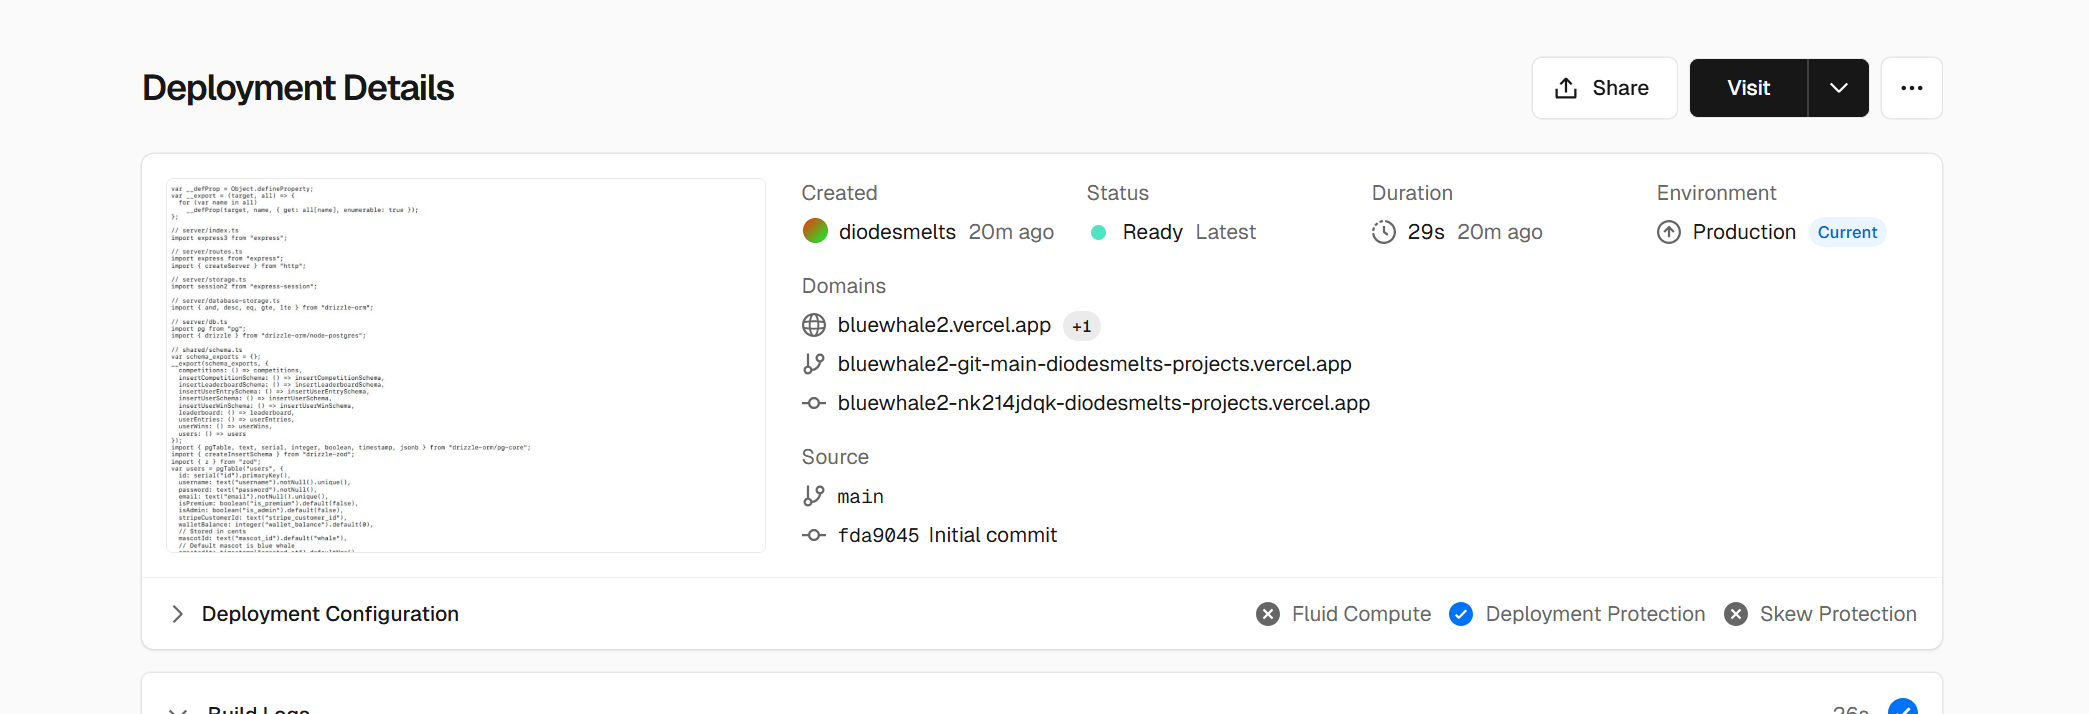 Deployment Details
Share
Visit
var __defProp = Object.defineProperty;
var __export = (target, all) => {
for (var name in all)
__defProp(target, name, { get: all[name], enumerable: true });
};
// server/index.ts
import express3 from "express";
// server/routes.ts
import express from "express";
import { createServer } from "http";
// server/storage.ts
import session2 from "express-session";
// server/database-storage.ts
import { and, desc, eq, gte, lte } from "drizzle-orm";
// server/db.ts
import pg from "pg";
import { drizzle } from "drizzle-orm/node-postgres";
// shared/schema.ts
var schema_exports = {};
__export(schema_exports, {
competitions: () => competitions,
insertCompetitionSchema: () => insertCompetitionSchema,
insertLeaderboardSchema: () => insertLeaderboardSchema,
insertUserEntrySchema: () => insertUserEntrySchema,
insertUserSchema: () => insertUserSchema,
insertUserWinSchema: () => insertUserWinSchema,
leaderboard: () => leaderboard,
userEntries: () => userEntries,
userWins: () => userWins,
users: () => users
});
import { pgTable, text, serial, integer, boolean, timestamp, jsonb } from "drizzle-orm/pg-core";
import { createInsertSchema } from "drizzle-zod";
import { z } from "zod";
var users = pgTable("users", {
id: serial("id").primaryKey(),
username: text("username").notNull().unique(),
password: text("password").notNull(),
email: text("email").notNull().unique(),
isPremium: boolean("is_premium").default(false),
isAdmin: boolean("is_admin").default(false),
stripeCustomerId: text("stripe_customer_id"),
walletBalance: integer("wallet_balance").default(0),
// Stored in cents
mascotId: text("mascot_id").default("whale"),
// Default mascot is blue whale
Created
diodesmelts 20m ago
Status
Ready Latest
Duration
29s 20m ago
Environment
Production Current
Domains
bluewhale2.vercel.app +1
bluewhale2-git-main-diodesmelts-projects.vercel.app
bluewhale2-nk214jdqk-diodesmelts-projects.vercel.app
Source
main
fda9045 Initial commit
Deployment Configuration
Fluid Compute
Deployment Protection
Skew Protection
Build Logs
26s